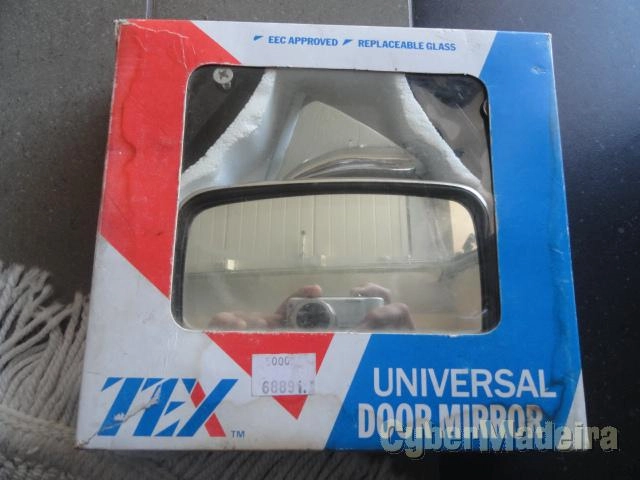 EEC APPROVED REPLACEABLE GLASS
5000
68891.
TEX TM
UNIVERSAL
DOOR MIRROR
CyberMadeira